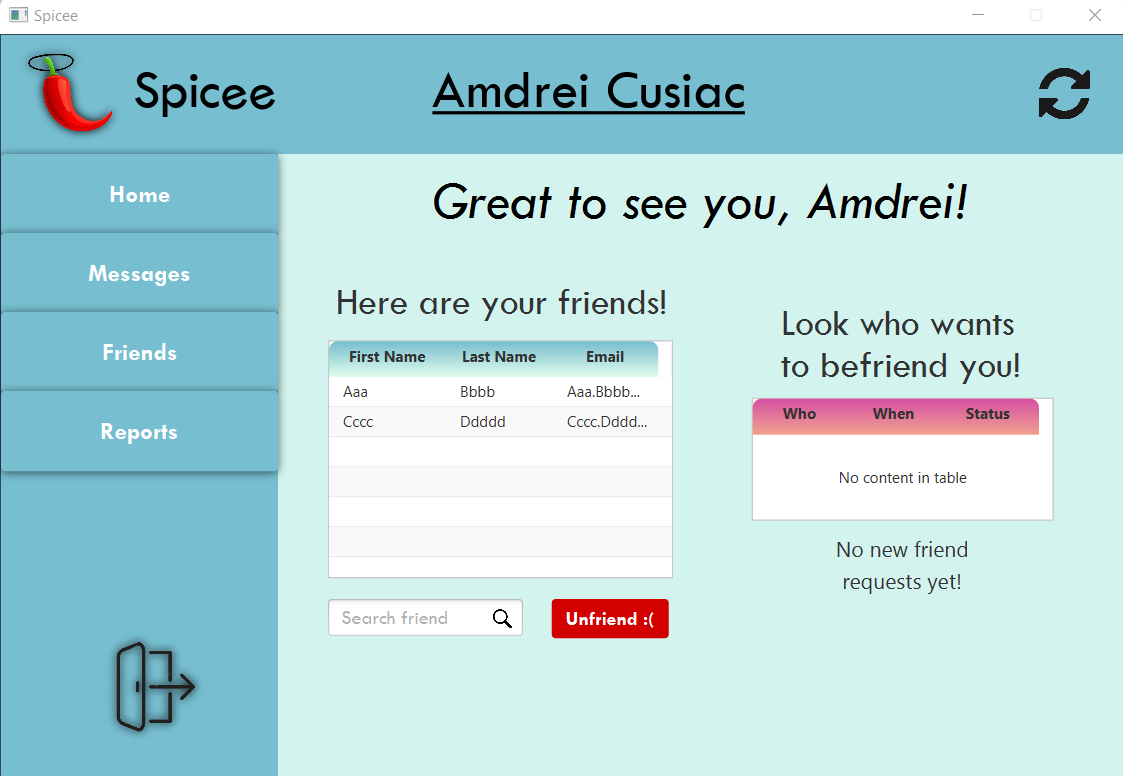 Spicee
Spicee
Amdrei Cusiac
Home
Messages
Friends
Reports
Great to see you, Amdrei!
Here are your friends!
First Name Last Name Email
Aaa Bbbb Aaa.Bbbb...
Cccc Ddddd Cccc.Dddd...
Search friend
Unfriend :(
Look who wants
to befriend you!
Who When Status
No content in table
No new friend
requests yet!